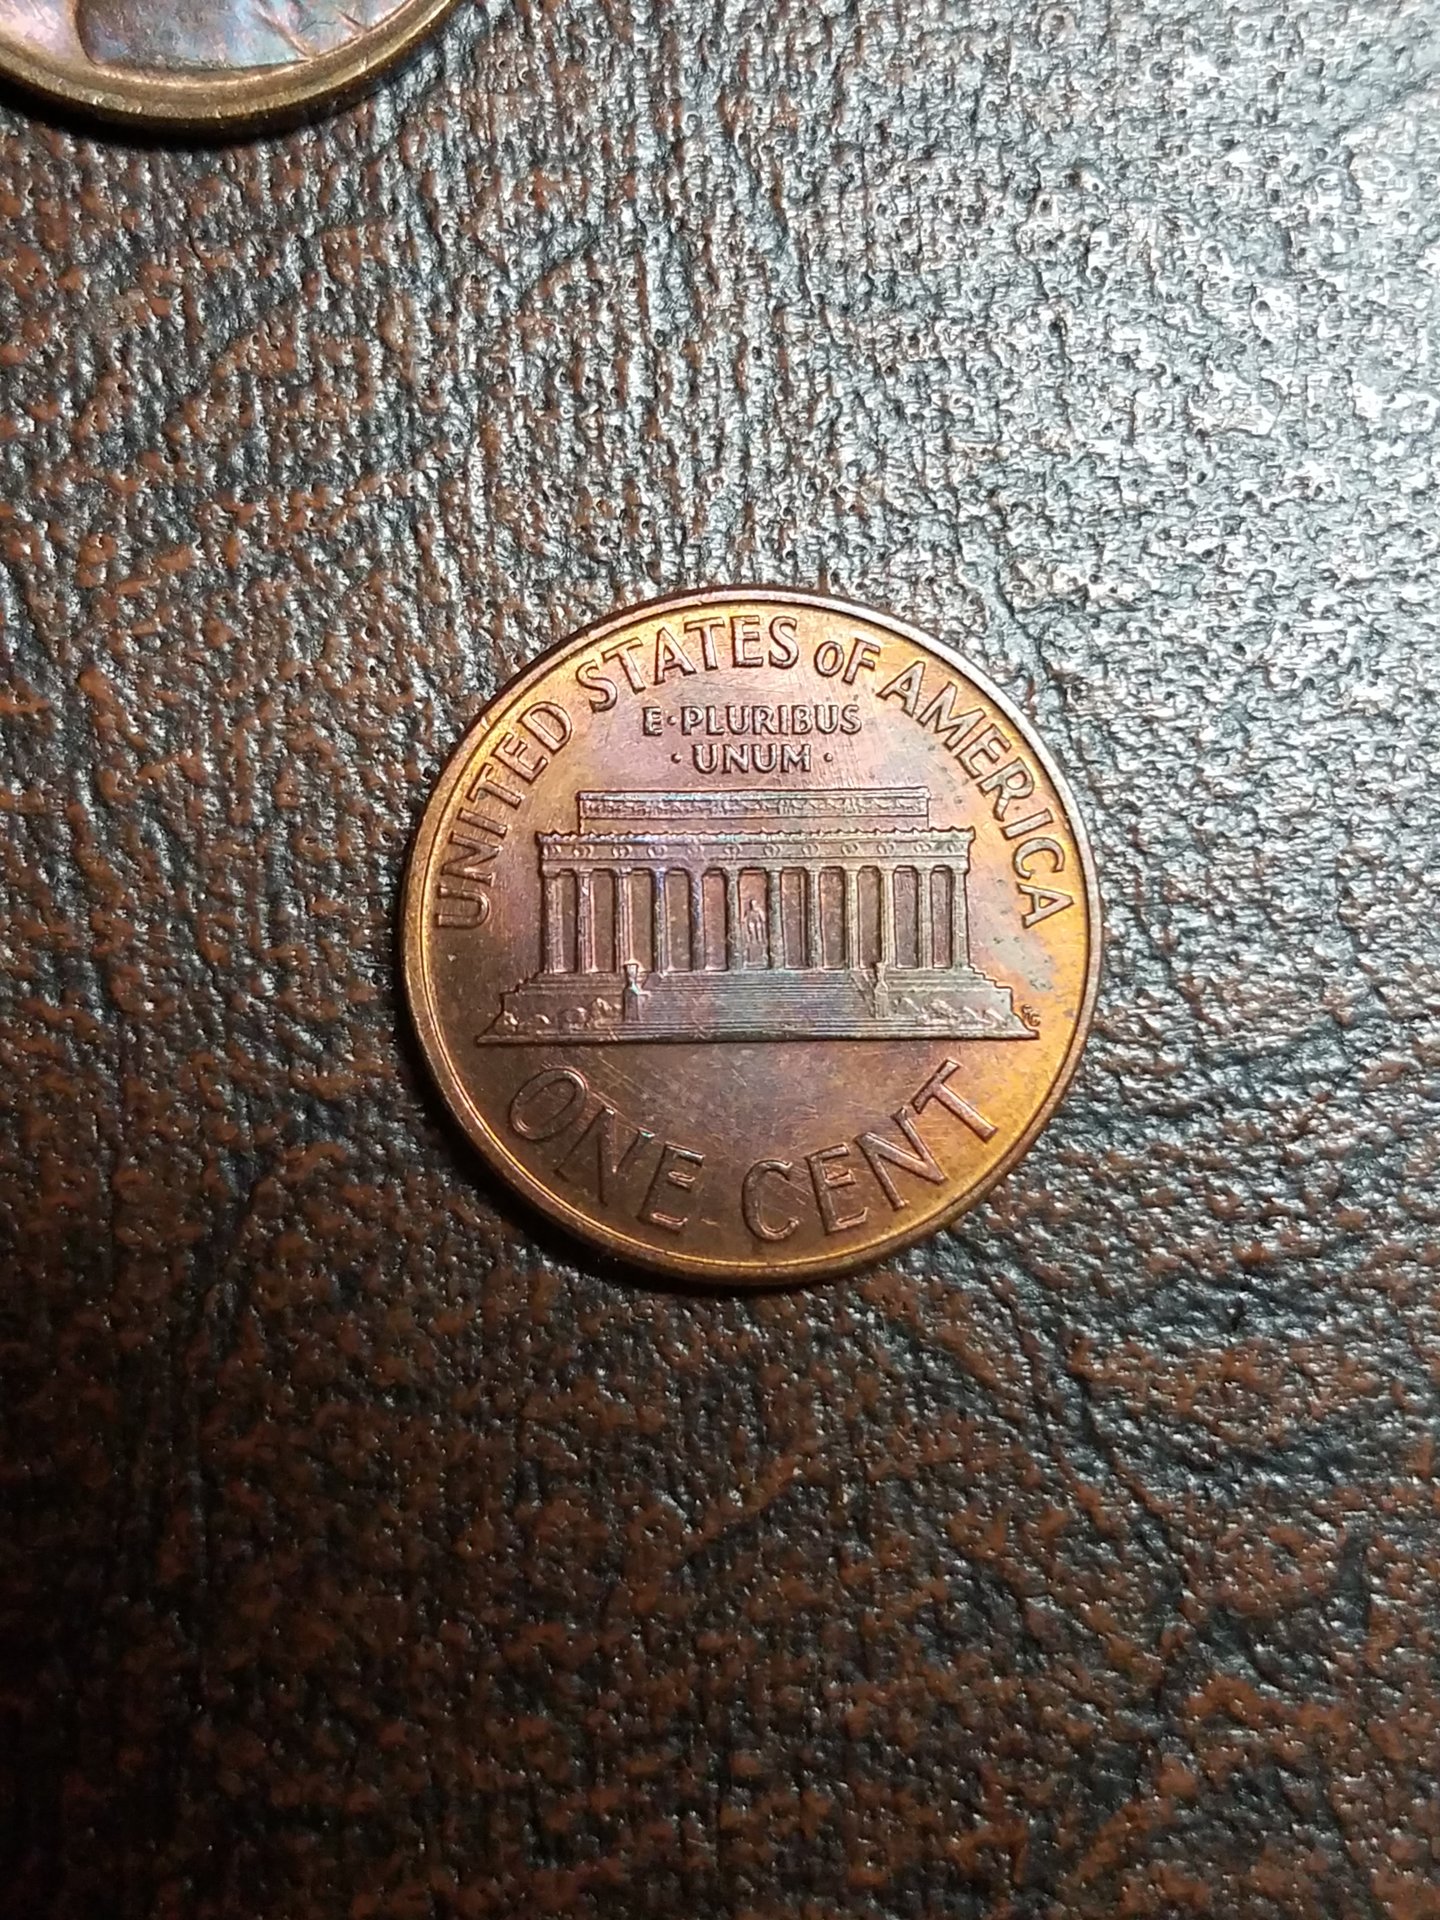 UNITED STATES OF AMERICA
E·PLURIBUS
·UNUM·
ONE CENT